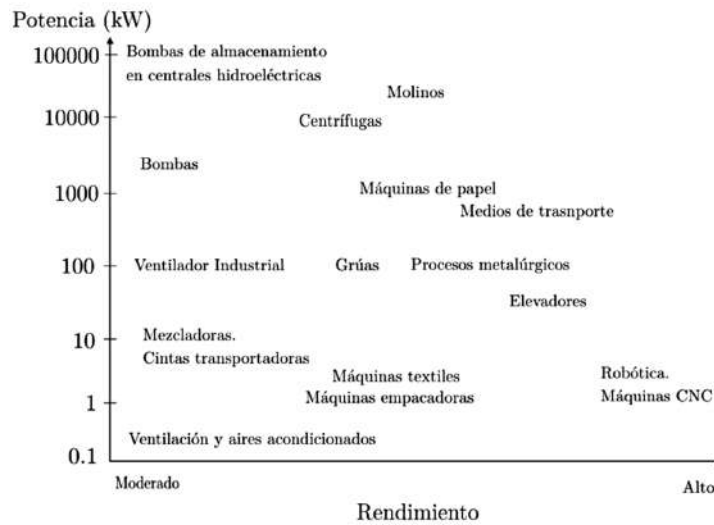 Potencia (kW)
100000
Bombas de almacenamiento
en centrales hidroeléctricas
Molinos
10000
Centrífugas
Bombas
1000
Máquinas de papel
Medios de trasnporte
100
Ventilador Industrial
Grúas
Procesos metalúrgicos
Elevadores
10
Mezcladoras.
Cintas transportadoras
Máquinas textiles
Robótica.
1
Máquinas empacadoras
Máquinas CNC
Ventilación y aires acondicionados
0.1
Moderado
Alto
Rendimiento